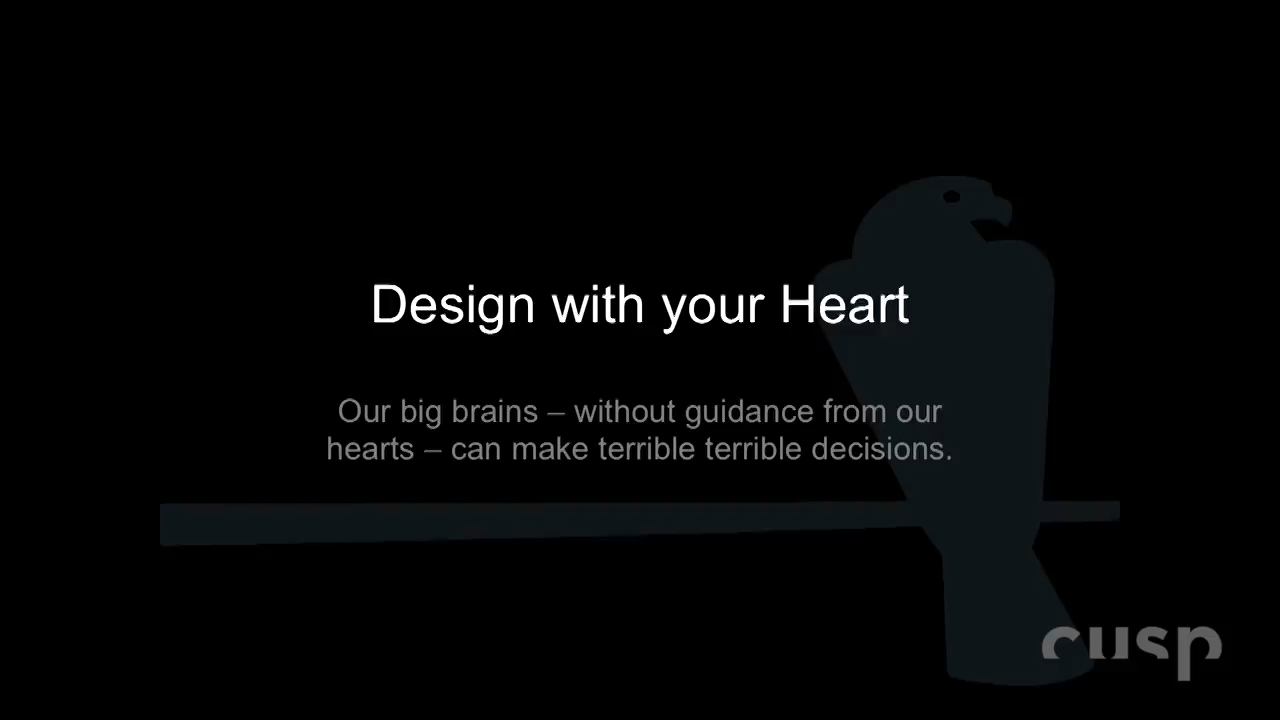 Design with your Heart
Our big brains – without guidance from our
hearts – can make terrible terrible decisions.
cusp